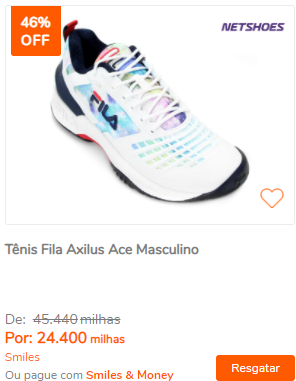 46%
OFF
NETSHOES
FILA
Tênis Fila Axilus Ace Masculino
De: 45.440 milhas
Por: 24.400 milhas
Smiles
Ou pague com Smiles & Money
Resgatar